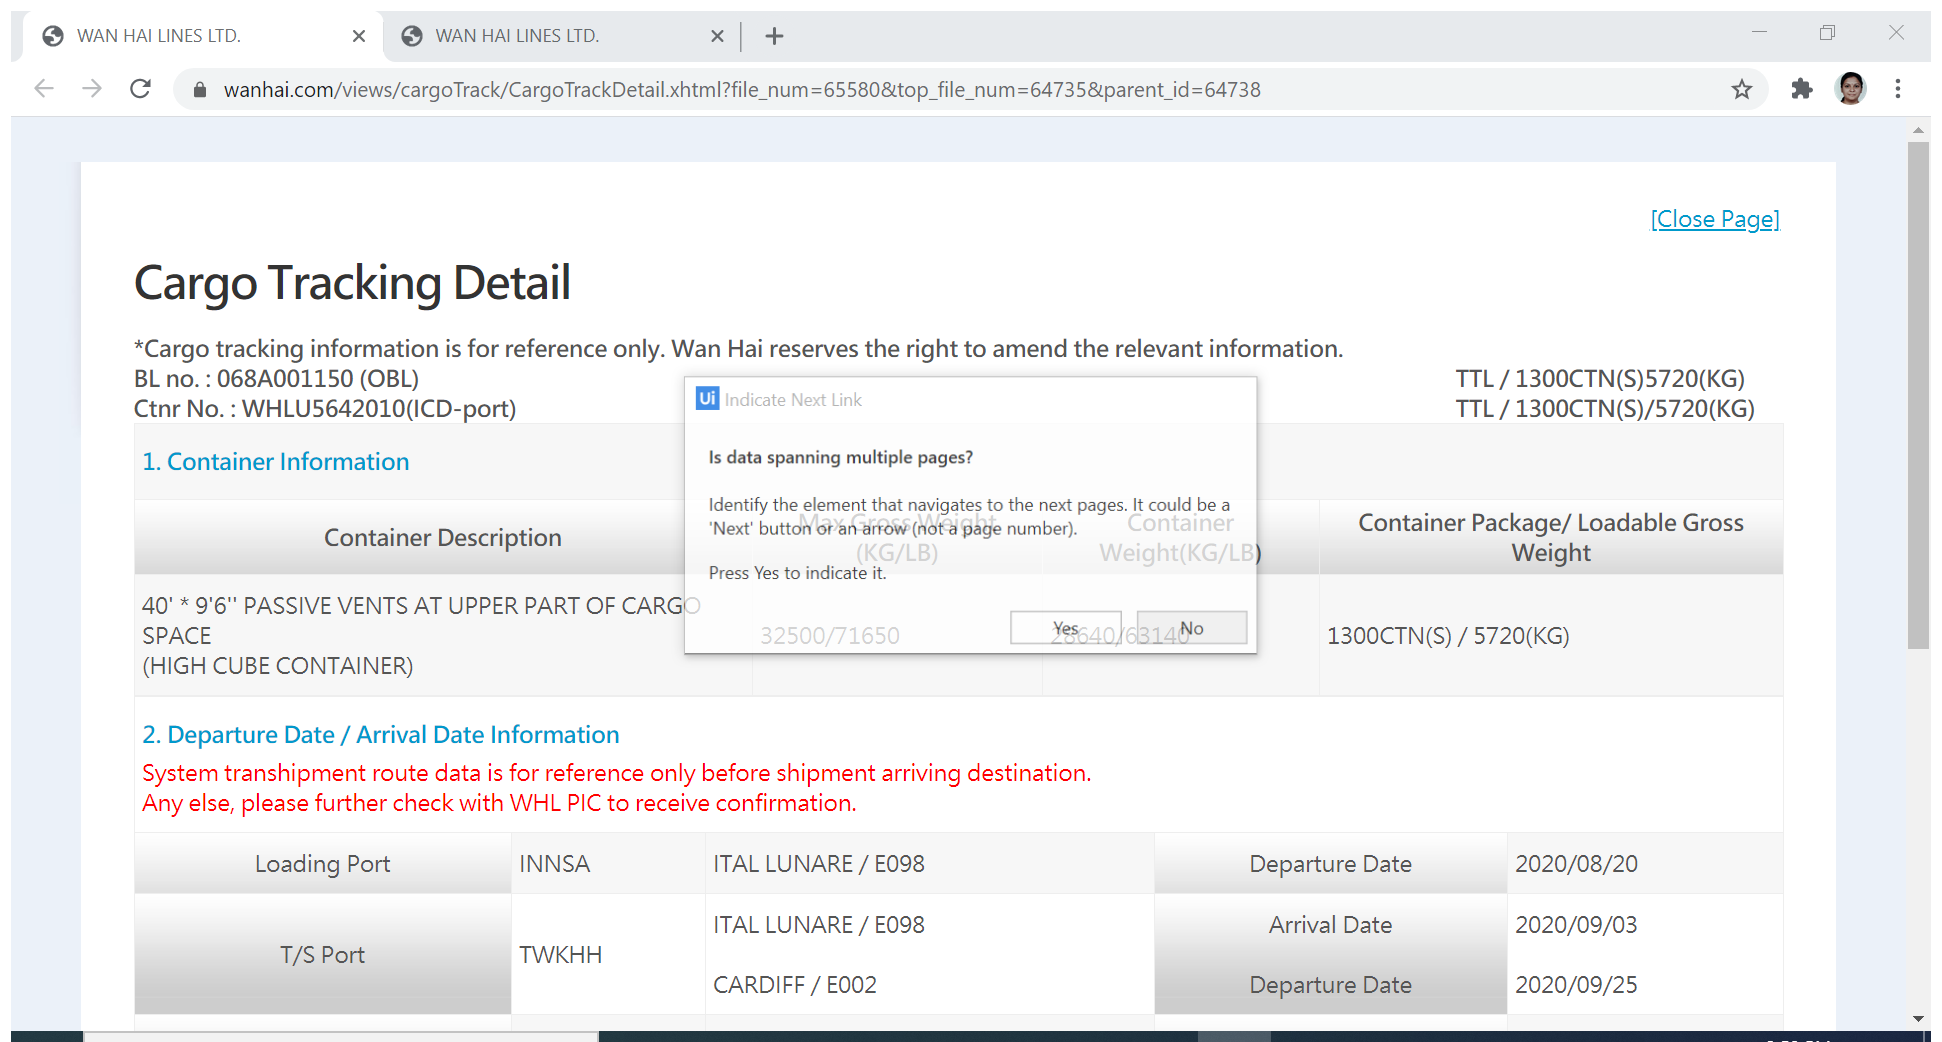 WAN HAI LINES LTD.
WAN HAI LINES LTD.
wanhai.com/views/cargoTrack/CargoTrackDetail.xhtml?file_num=65580&top_file_num=64735&parent_id=64738
[Close Page]
Cargo Tracking Detail
*Cargo tracking information is for reference only. Wan Hai reserves the right to amend the relevant information.
BL no. : 068A001150 (OBL)
TTL / 1300CTN(S)5720(KG)
Ctnr No. : WHLU5642010(ICD-port)
TTL / 1300CTN(S)/5720(KG)
Ui Indicate Next Link
Is data spanning multiple pages?
Identify the element that navigates to the next pages. It could be a
'Next' button or an arrow (not a page number).
Press Yes to indicate it.
Yes
No
1. Container Information
Container Description
Max Gross Weight
(KG/LB)
Container
Weight(KG/LB)
Container Package/ Loadable Gross
Weight
40' * 9'6'' PASSIVE VENTS AT UPPER PART OF CARGO
SPACE
(HIGH CUBE CONTAINER)
32500/71650
28640/63140
1300CTN(S) / 5720(KG)
2. Departure Date / Arrival Date Information
System transhipment route data is for reference only before shipment arriving destination.
Any else, please further check with WHL PIC to receive confirmation.
Loading Port
INNSA
ITAL LUNARE / E098
Departure Date
2020/08/20
T/S Port
TWKHH
ITAL LUNARE / E098
Arrival Date
2020/09/03
CARDIFF / E002
Departure Date
2020/09/25